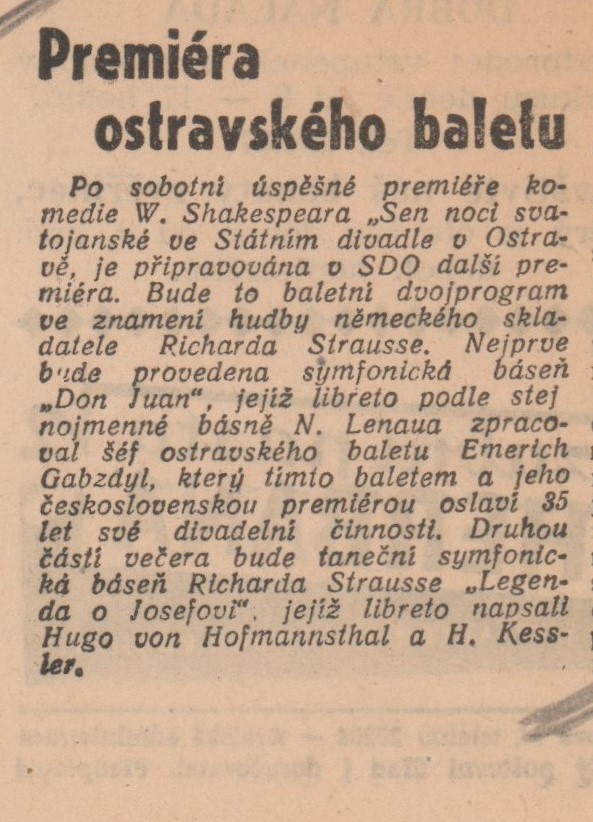 Premiéra
ostravského baletu
Po sobotní úspěšné premiéře ko-
medie W. Shakespeara „Sen noci sva-
tojanské ve Státním divadle v Ostra-
vě, je připravována v SDO další pre-
miéra. Bude to baletní dvojprogram
ve znamení hudby německého skla-
datele Richarda Strausse. Nejprve
bude provedena symfonická báseň
„Don Juan“, jejíž libreto podle stej
nojmenné básně N. Lenaua zpraco-
val šéf ostravského baletu Emerich
Gabzdyl, který tímto baletem a jeho
československou premiérou oslaví 35
let své divadelní činnosti. Druhou
částí večera bude taneční symfonic-
ká báseň Richarda Strausse „Legen-
da o Josefovi“, jejíž libreto napsali
Hugo von Hofmannsthal a H. Kess-
ler.